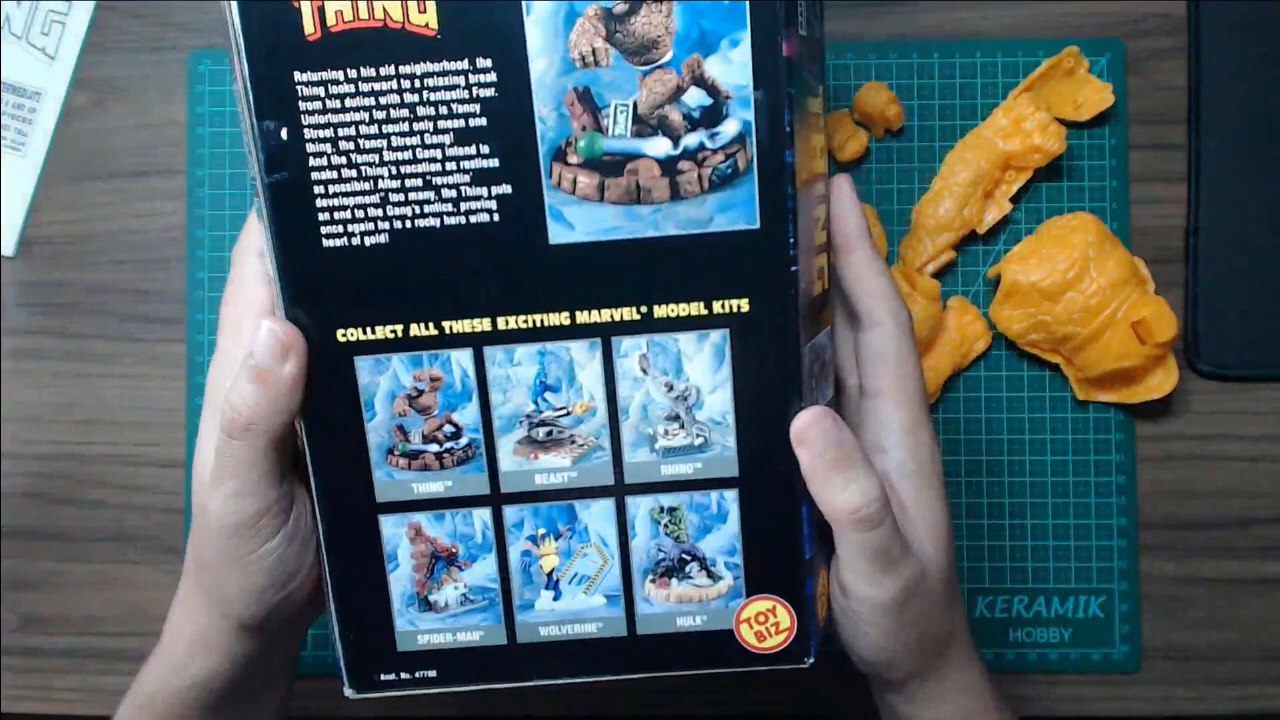 THING
Returning to his old neighborhood, the
Thing looks forward to a relaxing break
from his duties with the Fantastic Four.
Unfortunately for him, this is Yancy
Street and that could only mean one
thing, the Yancy Street Gang!
And the Yancy Street Gang intend to
make the Thing's vacation as restless
as possible! After one "revoltin'
development" too many, the Thing puts
an end to the Gang's antics, proving
once again he is a rocky hero with a
heart of gold!
COLLECT ALL THESE EXCITING MARVEL® MODEL KITS
THING™
BEAST™
RHINO™
SPIDER-MAN®
WOLVERINE®
HULK®
TOY
BIZ
Asst. No. 47760
THING
KERAMIK
HOBBY